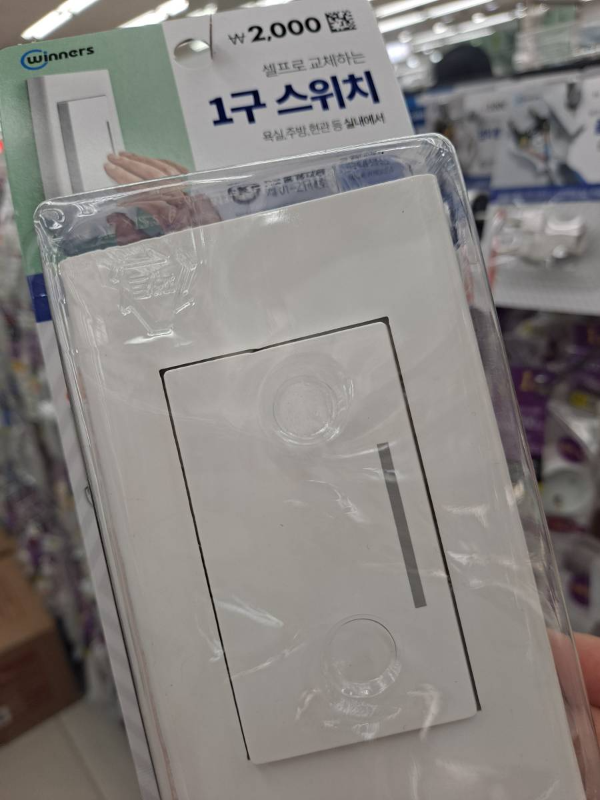 winners
₩2,000
셀프로 교체하는
1구 스위치
욕실, 주방, 현관 등 실내에서